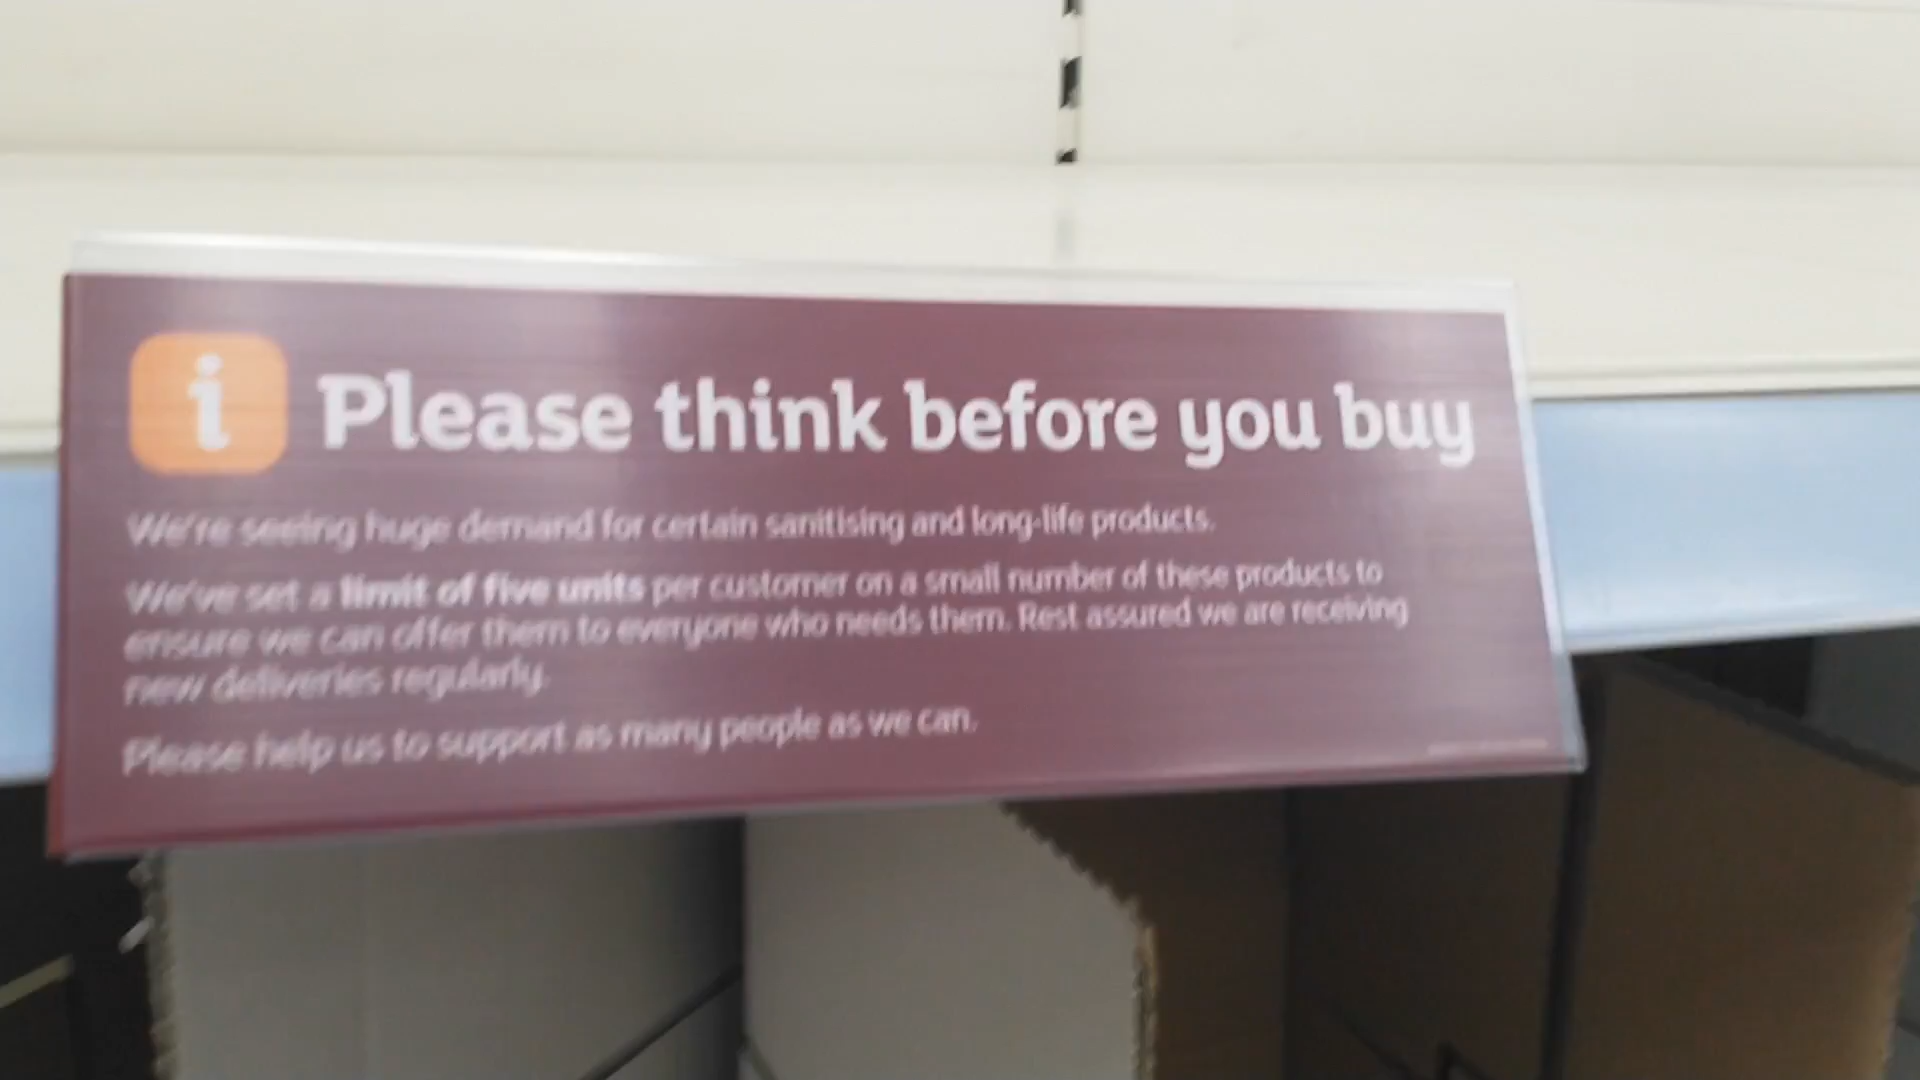 i Please think before you buy
We're seeing huge demand for certain sanitising and long-life products.
We've set a limit of five units per customer on a small number of these products to
ensure we can offer them to everyone who needs them. Rest assured we are receiving
new deliveries regularly.
Please help us to support as many people as we can.